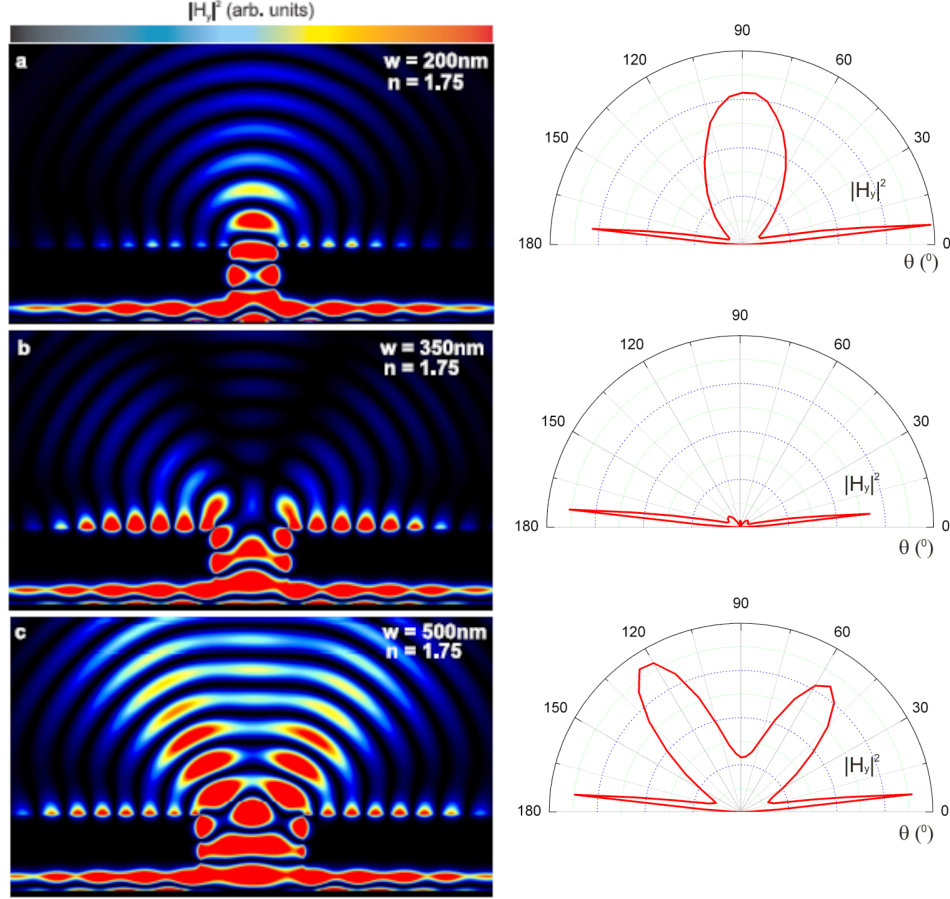 |Hy|² (arb. units)
a
w = 200nm
n = 1.75
90
120
60
150
30
|Hy|²
180
0
θ (⁰)
b
w = 350nm
n = 1.75
90
120
60
150
30
|Hy|²
180
0
θ (⁰)
c
w = 500nm
n = 1.75
90
120
60
150
30
|Hy|²
180
0
θ (⁰)